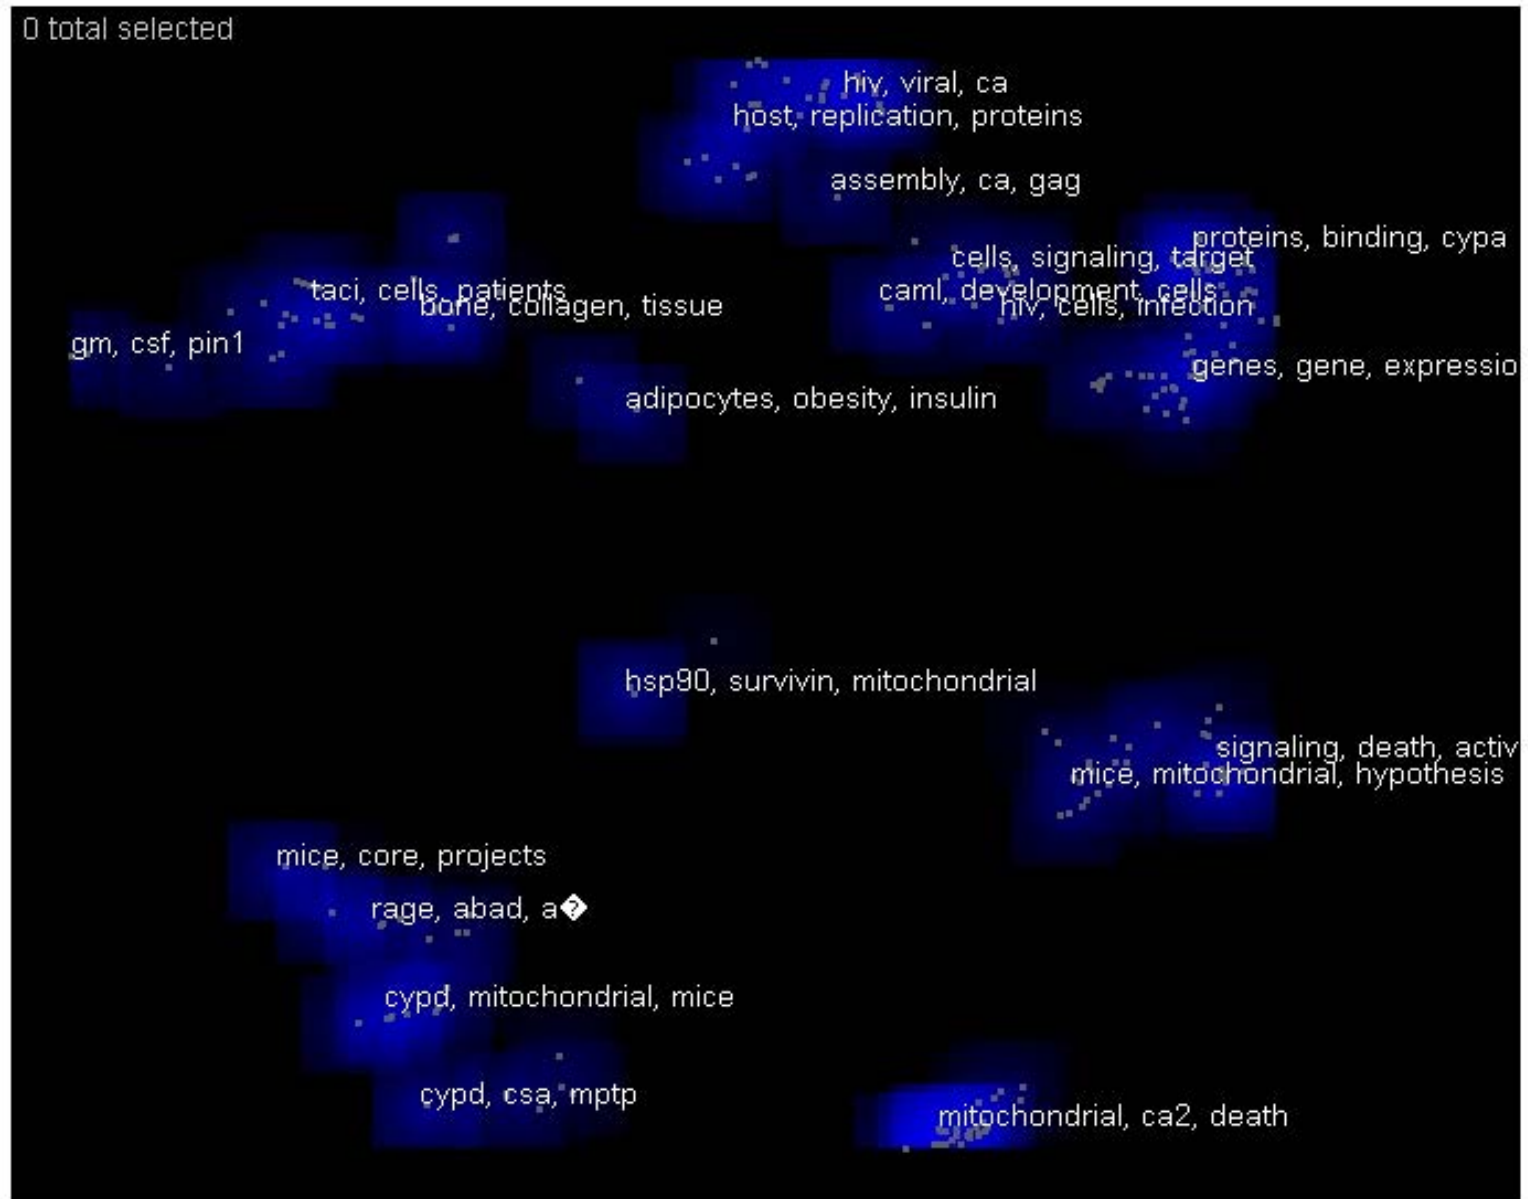 0 total selected
hiv, viral, ca
host, replication, proteins
assembly, ca, gag
proteins, binding, cypa
cells, signaling, target
taci, cells, patients
caml, development, cells
bone, collagen, tissue
hiv, cells, infection
gm, csf, pin1
genes, gene, expressio
adipocytes, obesity, insulin
hsp90, survivin, mitochondrial
signaling, death, activ
mice, mitochondrial, hypothesis
mice, core, projects
rage, abad, a�
cypd, mitochondrial, mice
cypd, csa, mptp
mitochondrial, ca2, death